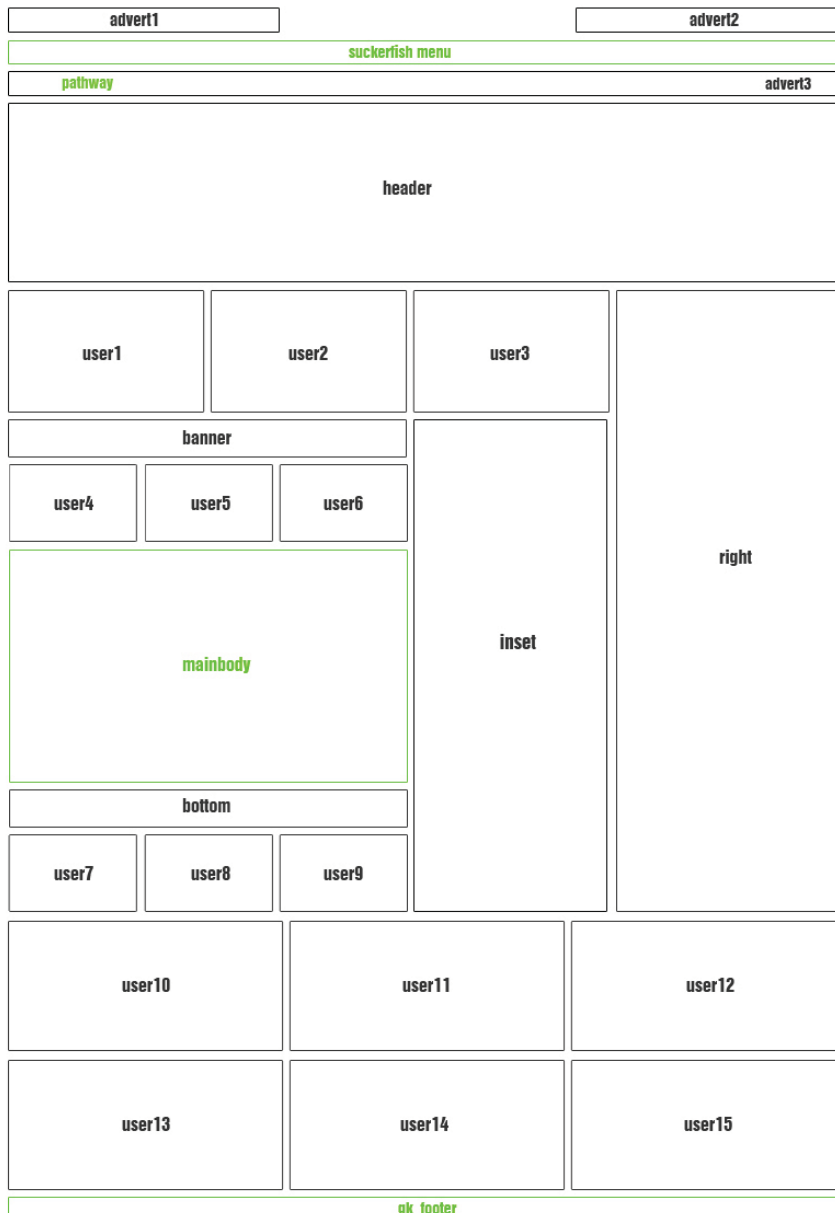 advert1 advert2
suckerfish menu
pathway advert3
header
user1 user2 user3
banner
user4 user5 user6
right
inset
mainbody
bottom
user7 user8 user9
user10 user11 user12
user13 user14 user15
gk_footer